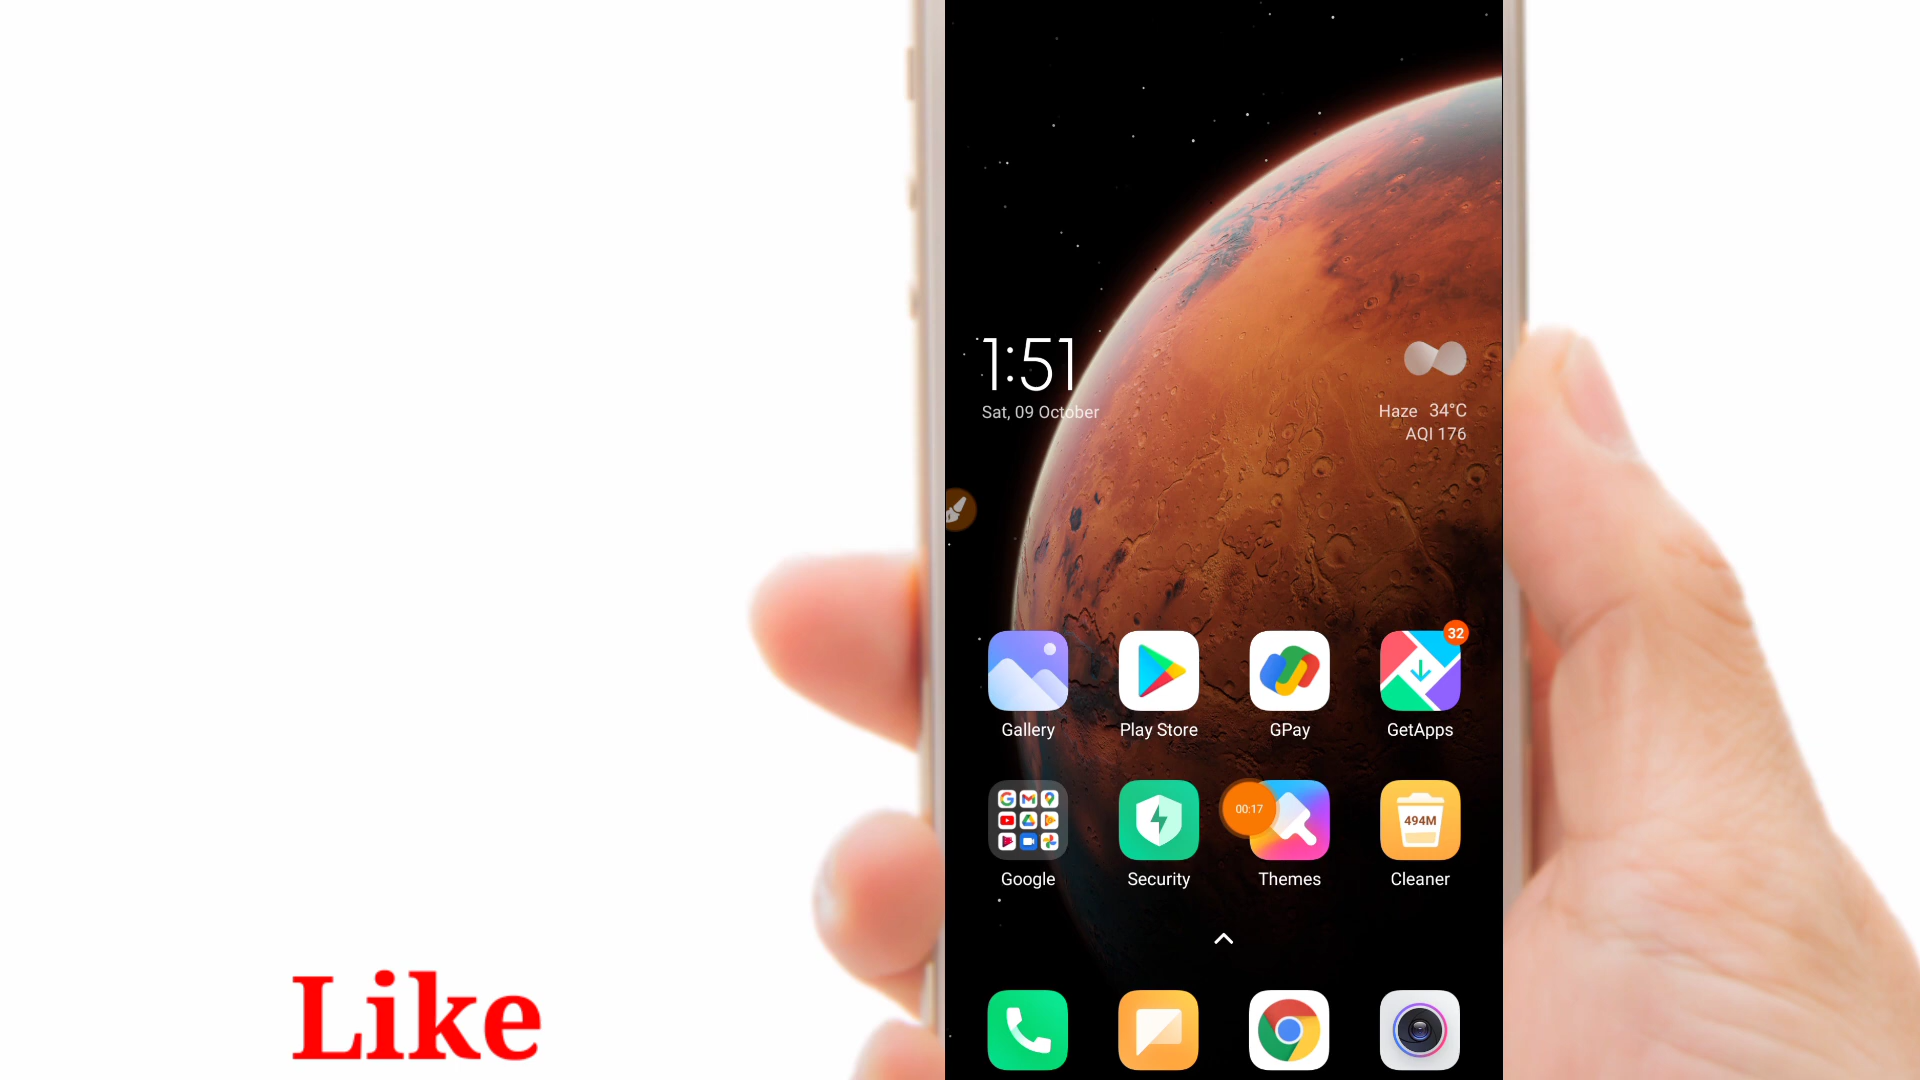 1:51
Sat, 09 October
Haze 34°C
AQI 176
32
Gallery
Play Store
GPay
GetApps
00:17
494M
Google
Security
Themes
Cleaner
Like